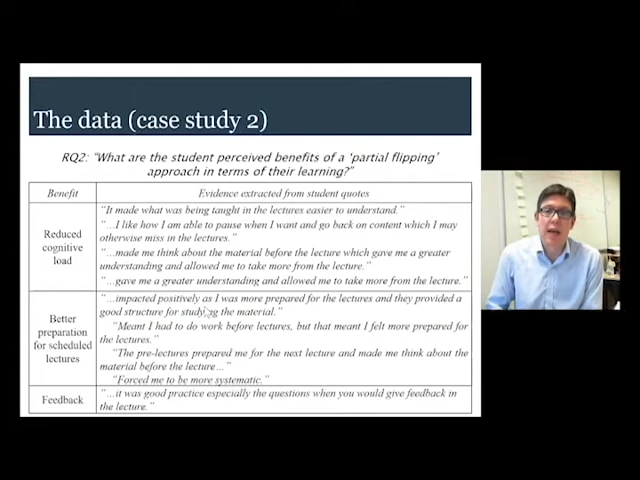 The data (case study 2)
RQ2: "What are the student perceived benefits of a 'partial flipping'
approach in terms of their learning?"
Benefit
Evidence extracted from student quotes
Reduced
cognitive
load
"It made what was being taught in the lectures easier to understand."
"…I like how I am able to pause when I want and go back on content which I may
otherwise miss in the lectures."
"…made me think about the material before the lecture which gave me a greater
understanding and allowed me to take more from the lecture."
"…gave me a greater understanding and allowed me to take more from the lecture."
Better
preparation
for scheduled
lectures
"…impacted positively as I was more prepared for the lectures and they provided a
good structure for studying the material."
"Meant I had to do work before lectures, but that meant I felt more prepared for
the lectures."
"The pre-lectures prepared me for the next lecture and made me think about the
material before the lecture…"
"Forced me to be more systematic."
Feedback
"…it was good practice especially the questions when you would give feedback in
the lecture."